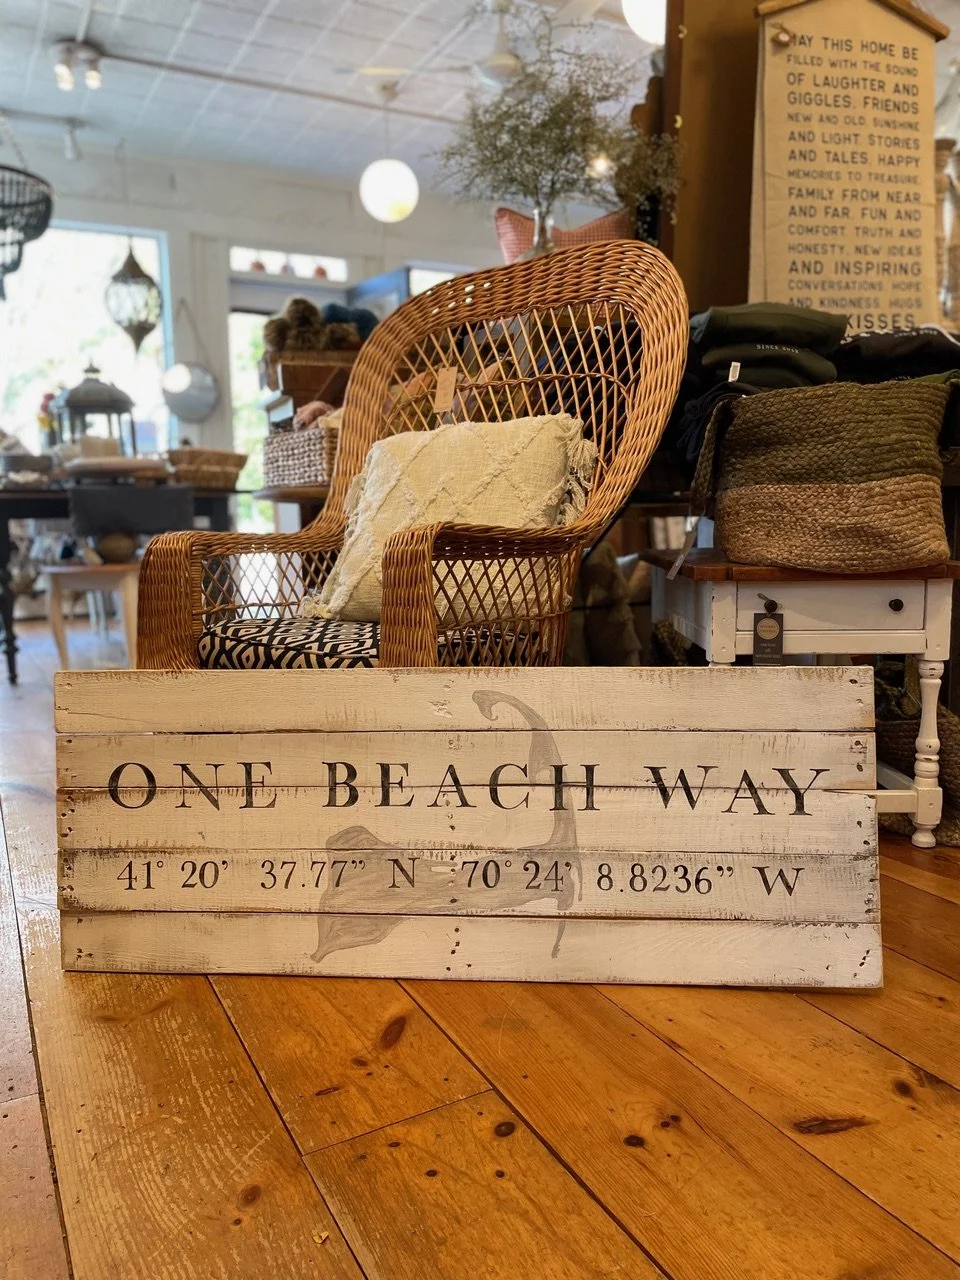 MAY THIS HOME BE
FILLED WITH THE SOUND
OF LAUGHTER AND
GIGGLES, FRIENDS
NEW AND OLD, SUNSHINE
AND LIGHT, STORIES
AND TALES, HAPPY
MEMORIES TO TREASURE,
FAMILY FROM NEAR
AND FAR, FUN AND
COMFORT, TRUTH AND
HONESTY, NEW IDEAS
AND INSPIRING
CONVERSATIONS, HOPE
AND KINDNESS, HUGS
KISSES
SINCE
ONE BEACH WAY
41° 20’ 37.77” N 70° 24’ 8.8236” W